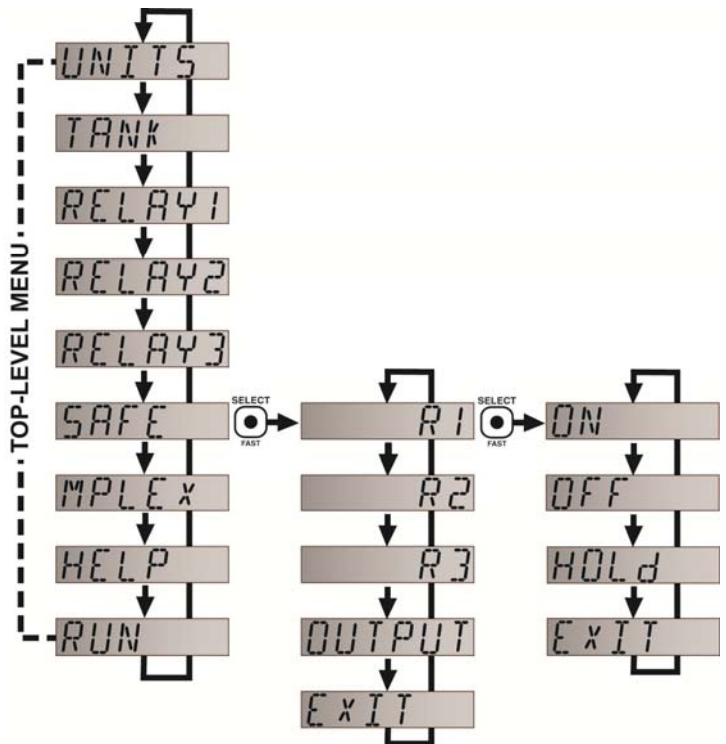 TOP-LEVEL MENU
UNITS
TANK
RELAY1
RELAY2
RELAY3
SAFE
MPLEx
HELP
RUN
SELECT
FAST
R1
R2
R3
OUTPUT
ExIT
SELECT
FAST
ON
OFF
HOLd
ExIT